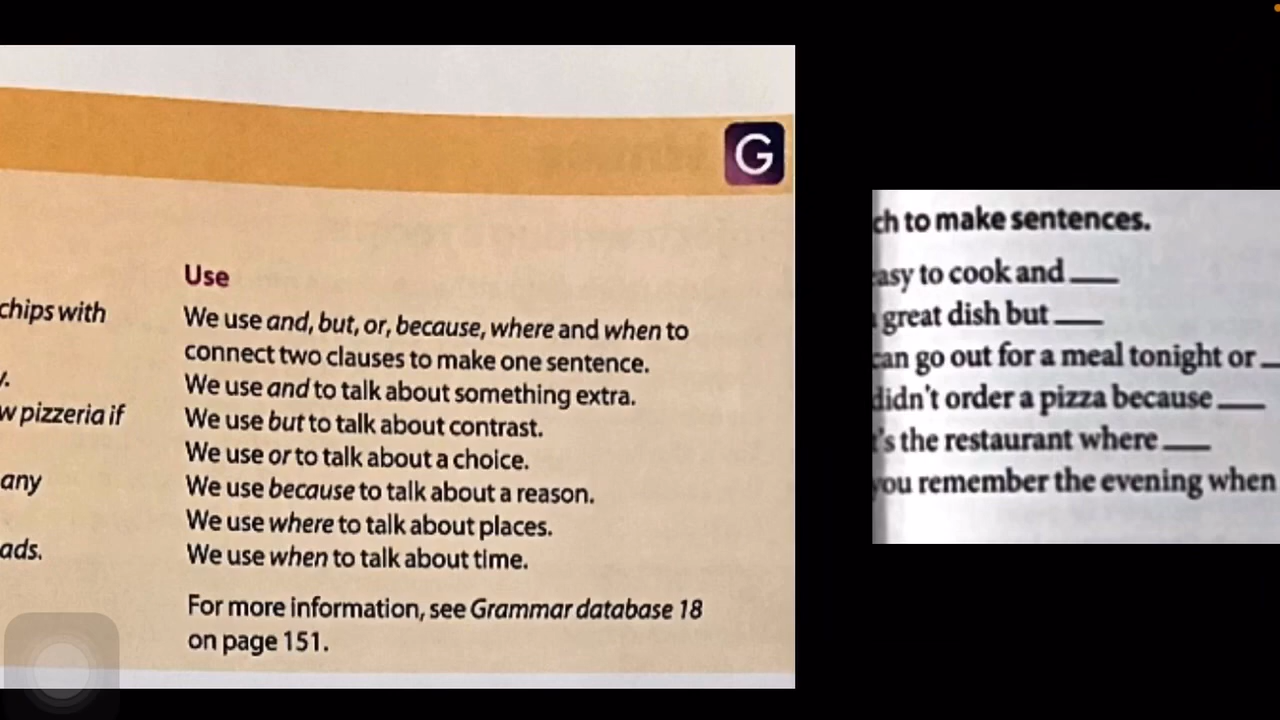 G
chips with
w pizzeria if
any
ads.
Use
We use and, but, or, because, where and when to
connect two clauses to make one sentence.
We use and to talk about something extra.
We use but to talk about contrast.
We use or to talk about a choice.
We use because to talk about a reason.
We use where to talk about places.
We use when to talk about time.
For more information, see Grammar database 18
on page 151.
ch to make sentences.
asy to cook and ___
great dish but ___
can go out for a meal tonight or _
didn't order a pizza because ___
's the restaurant where ___
you remember the evening when